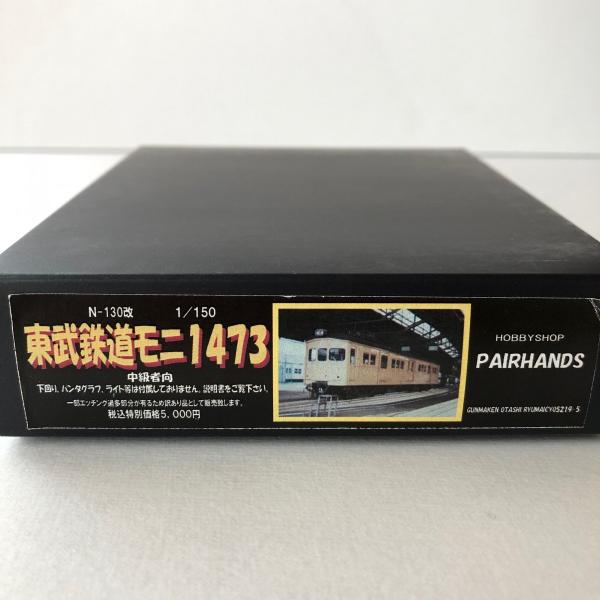 N-130改 1/150
東武鉄道モニ1473
中級者向
下回り、パンタグラフ、ライト等は付属しておりません。説明書をご覧下さい。
一部エッチング過多部分が有るため訳あり品として販売致します。
税込特別価格5,000円
HOBBYSHOP
PAIRHANDS
GUNMAKEN OTASHI RYUMAICYO5219-5